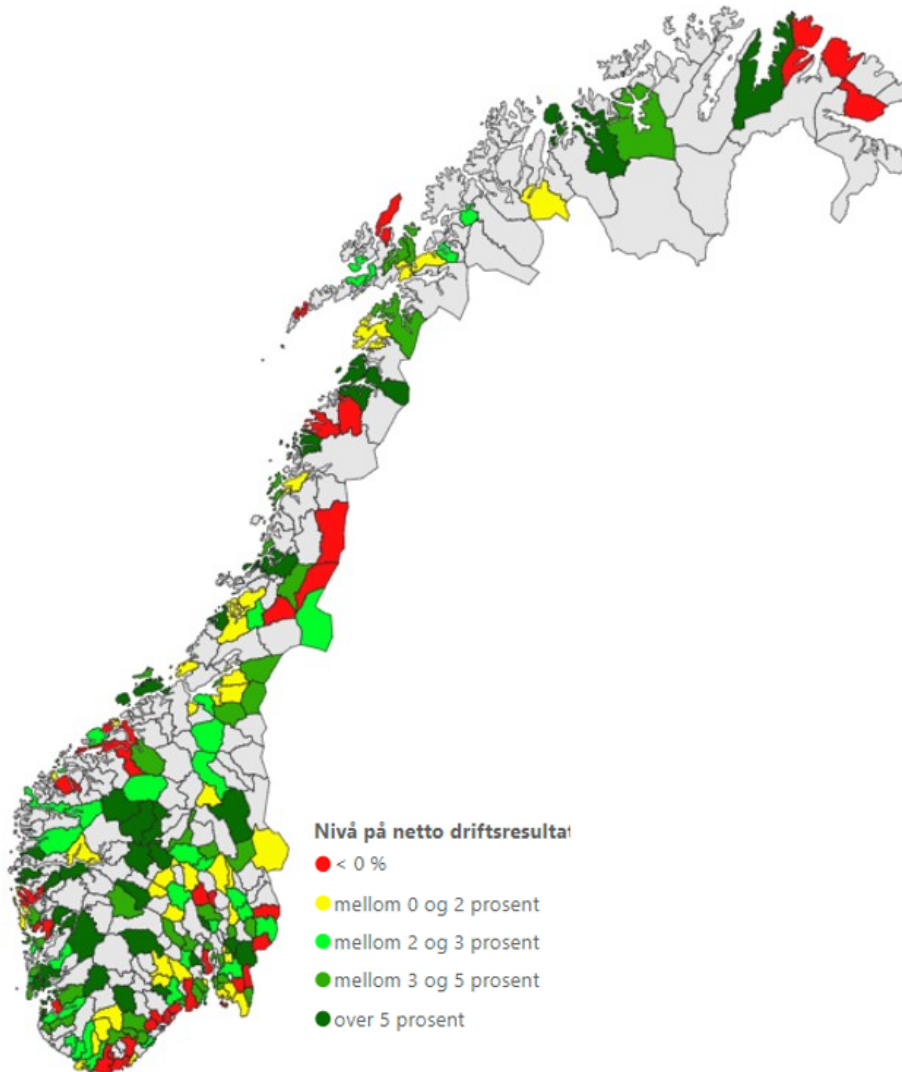 Nivå på netto driftsresultat
< 0 %
mellom 0 og 2 prosent
mellom 2 og 3 prosent
mellom 3 og 5 prosent
over 5 prosent